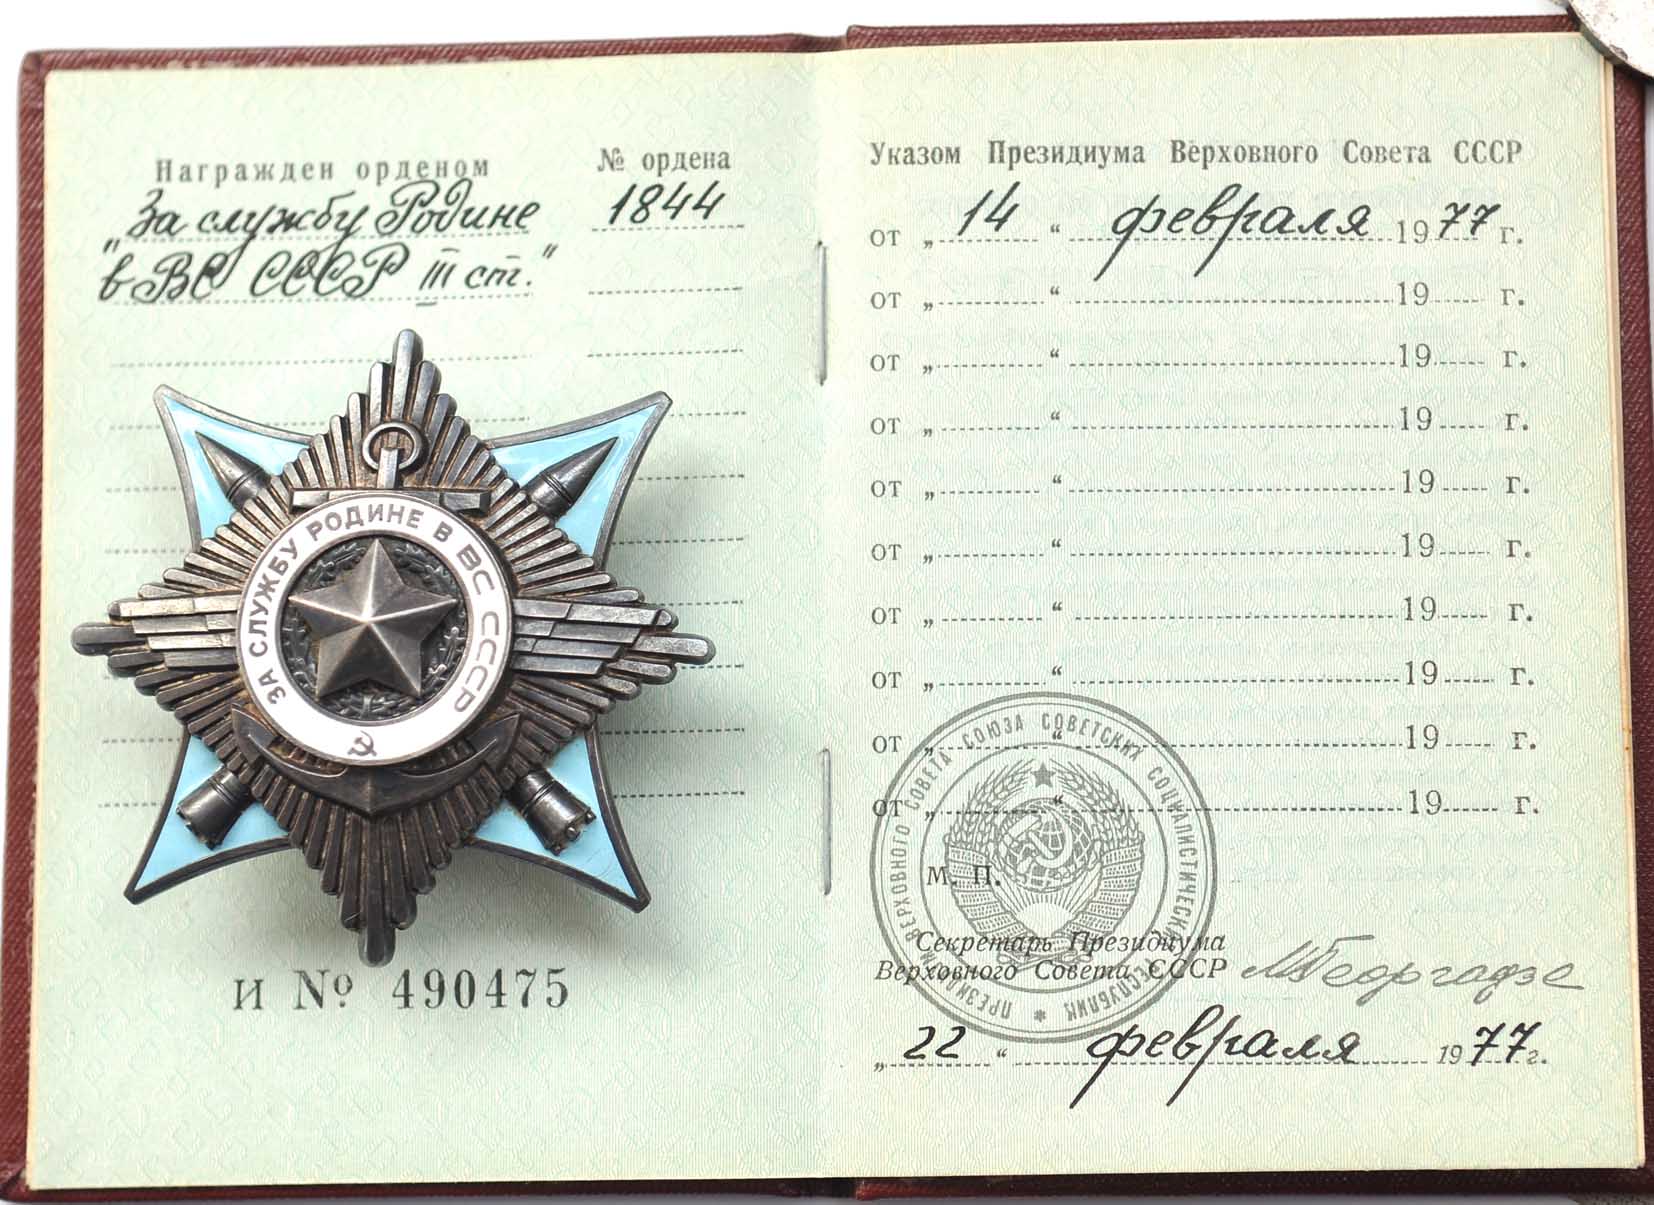 Награжден орденом
№ ордена
„За службу Родине
1844
в ВС СССР III ст."
ЗА СЛУЖБУ РОДИНЕ В ВС СССР
И № 490475
Указом Президиума Верховного Совета СССР
от „ 14 “ февраля 1977 г.
от „ “ 19 г.
от „ “ 19 г.
от „ “ 19 г.
от „ “ 19 г.
от „ “ 19 г.
от „ “ 19 г.
от „ “ 19 г.
от „ “ 19 г.
от „ “ 19 г.
ПРЕЗИДИУМ ВЕРХОВНОГО СОВЕТА СОЮЗА СОВЕТСКИХ СОЦИАЛИСТИЧЕСКИХ РЕСПУБЛИК
М. П.
Секретарь Президиума
Верховного Совета СССР МГеоргадзе
„ 22 “ февраля 1977 г.